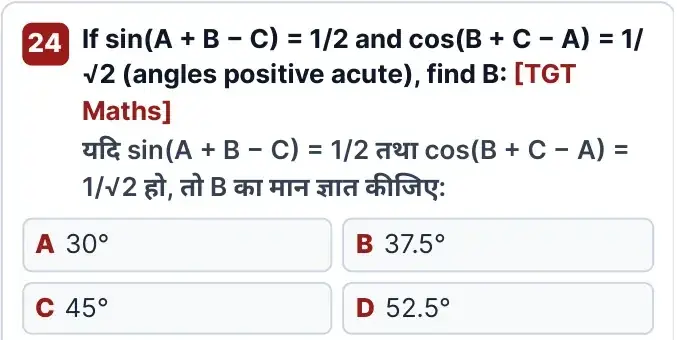 24 If sin(A + B − C) = 1/2 and cos(B + C − A) = 1/
√2 (angles positive acute), find B: [TGT
Maths]
यदि sin(A + B − C) = 1/2 तथा cos(B + C − A) =
1/√2 हो, तो B का मान ज्ञात कीजिए:
A 30°
B 37.5°
C 45°
D 52.5°